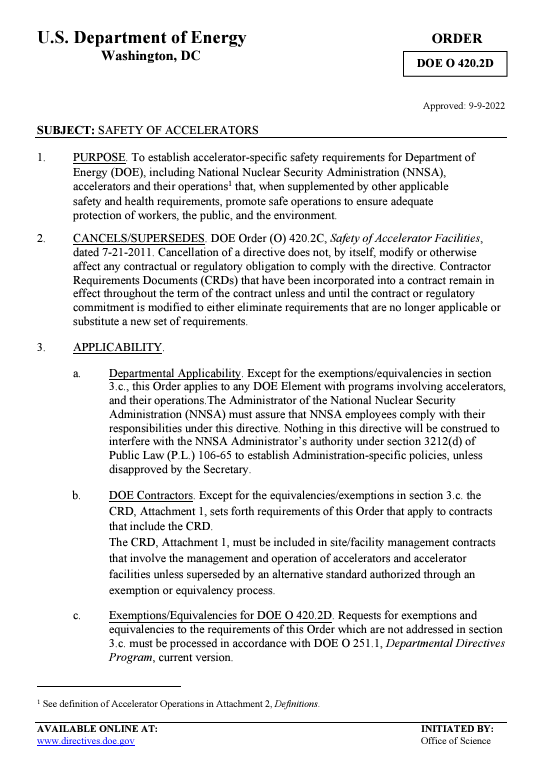 U.S. Department of Energy
Washington, DC
ORDER
DOE O 420.2D
Approved: 9-9-2022
SUBJECT: SAFETY OF ACCELERATORS
1. PURPOSE. To establish accelerator-specific safety requirements for Department of
Energy (DOE), including National Nuclear Security Administration (NNSA),
accelerators and their operations¹ that, when supplemented by other applicable
safety and health requirements, promote safe operations to ensure adequate
protection of workers, the public, and the environment.
2. CANCELS/SUPERSEDES. DOE Order (O) 420.2C, Safety of Accelerator Facilities,
dated 7-21-2011. Cancellation of a directive does not, by itself, modify or otherwise
affect any contractual or regulatory obligation to comply with the directive. Contractor
Requirements Documents (CRDs) that have been incorporated into a contract remain in
effect throughout the term of the contract unless and until the contract or regulatory
commitment is modified to either eliminate requirements that are no longer applicable or
substitute a new set of requirements.
3. APPLICABILITY.
a. Departmental Applicability. Except for the exemptions/equivalencies in section
3.c., this Order applies to any DOE Element with programs involving accelerators,
and their operations.The Administrator of the National Nuclear Security
Administration (NNSA) must assure that NNSA employees comply with their
responsibilities under this directive. Nothing in this directive will be construed to
interfere with the NNSA Administrator’s authority under section 3212(d) of
Public Law (P.L.) 106-65 to establish Administration-specific policies, unless
disapproved by the Secretary.
b. DOE Contractors. Except for the equivalencies/exemptions in section 3.c. the
CRD, Attachment 1, sets forth requirements of this Order that apply to contracts
that include the CRD.
The CRD, Attachment 1, must be included in site/facility management contracts
that involve the management and operation of accelerators and accelerator
facilities unless superseded by an alternative standard authorized through an
exemption or equivalency process.
c. Exemptions/Equivalencies for DOE O 420.2D. Requests for exemptions and
equivalencies to the requirements of this Order which are not addressed in section
3.c. must be processed in accordance with DOE O 251.1, Departmental Directives
Program, current version.
¹ See definition of Accelerator Operations in Attachment 2, Definitions.
AVAILABLE ONLINE AT:
www.directives.doe.gov
INITIATED BY:
Office of Science